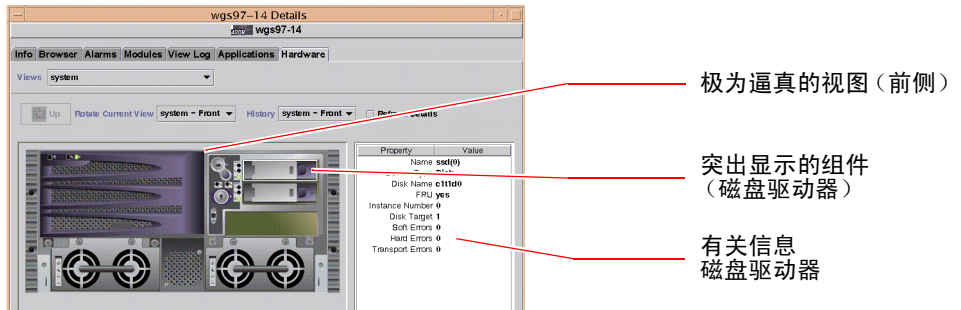 wgs97-14 Details
480R wgs97-14
Info Browser Alarms Modules View Log Applications Hardware
Views system
Up Rotate Current View system - Front History system - Front Details
极为逼真的视图（前侧）
Property Value
Name ssd(0)
Disk
Disk Name c1t1d0
FRU yes
Instance Number 0
Disk Target 1
Soft Errors 0
Hard Errors 0
Transport Errors 0
突出显示的组件
（磁盘驱动器）
有关信息
磁盘驱动器